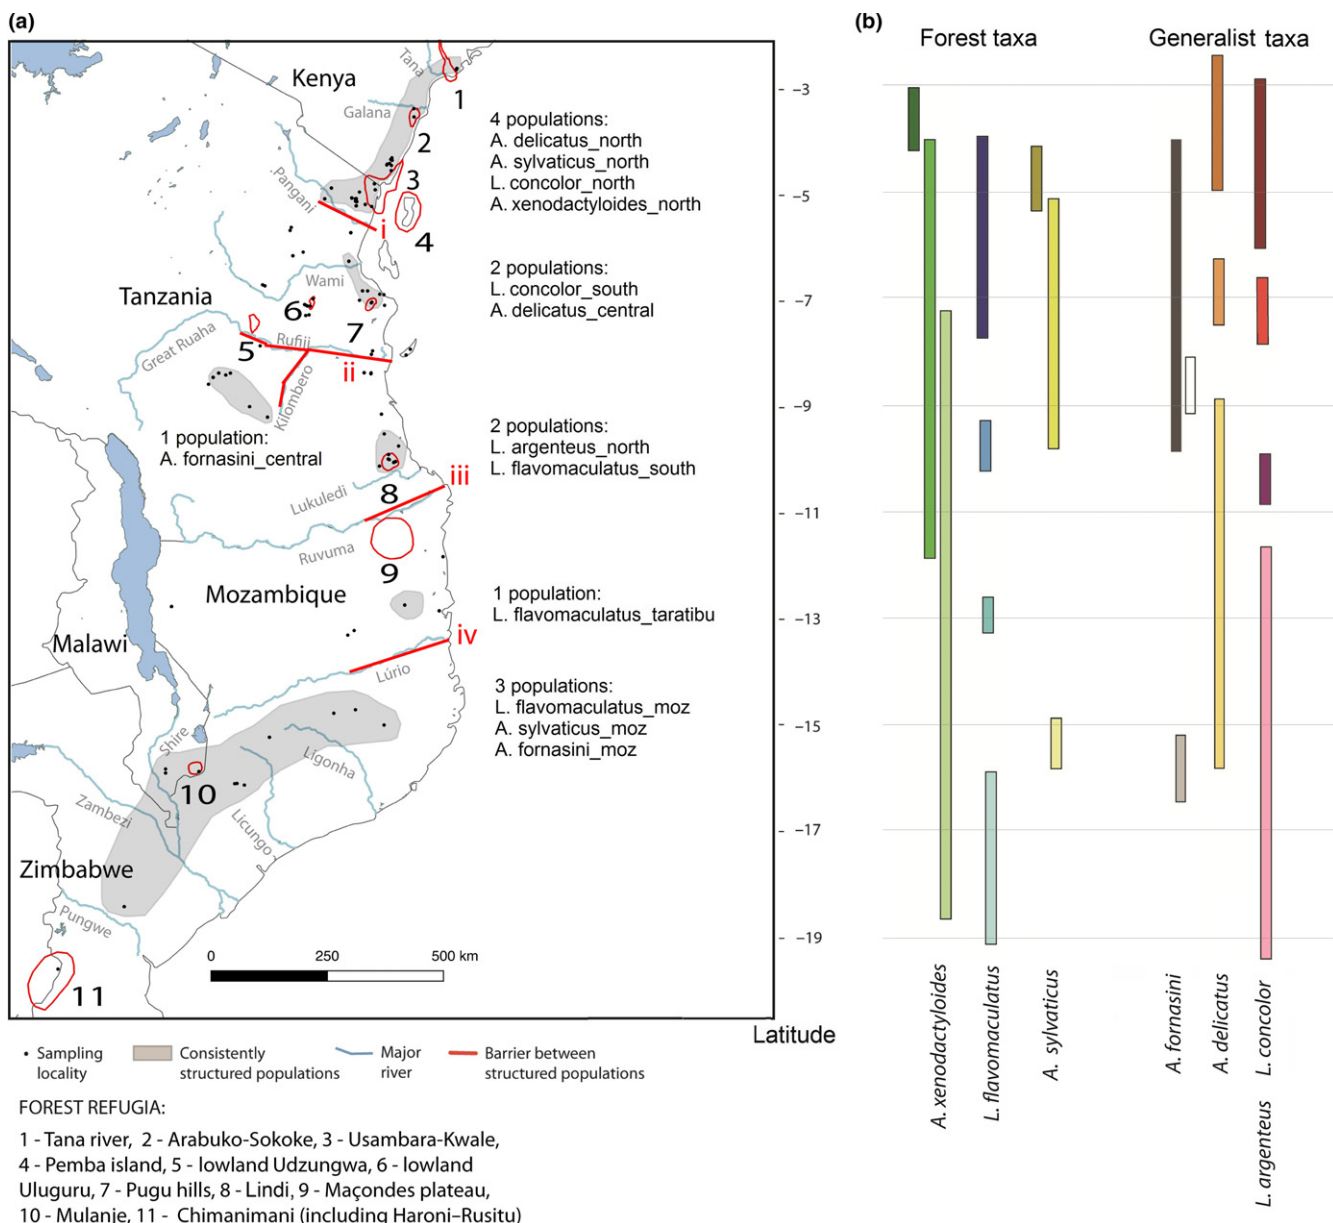 (a)
Kenya
Tana
Galana
Pangani
1
2
3
4
i
4 populations:
A. delicatus_north
A. sylvaticus_north
L. concolor_north
A. xenodactyloides_north
Tanzania
Wami
Great Ruaha
Rufiji
Kilombero
5
6
7
ii
2 populations:
L. concolor_south
A. delicatus_central
1 population:
A. fornasini_central
2 populations:
L. argenteus_north
L. flavomaculatus_south
Lukuledi
8
iii
Ruvuma
9
Mozambique
Malawi
1 population:
L. flavomaculatus_taratibu
iv
Lúrio
3 populations:
L. flavomaculatus_moz
A. sylvaticus_moz
A. fornasini_moz
Shire
10
Ligonha
Licungo
Zambezi
Zimbabwe
Pungwe
11
0 250 500 km
-3
-5
-7
-9
-11
-13
-15
-17
-19
Latitude
(b)
Forest taxa Generalist taxa
A. xenodactyloides
L. flavomaculatus
A. sylvaticus
A. fornasini
A. delicatus
L. argenteus L. concolor
Sampling
locality
Consistently
structured populations
Major
river
Barrier between
structured populations
FOREST REFUGIA:
1 - Tana river, 2 - Arabuko-Sokoke, 3 - Usambara-Kwale,
4 - Pemba island, 5 - lowland Udzungwa, 6 - lowland
Uluguru, 7 - Pugu hills, 8 - Lindi, 9 - Maçondes plateau,
10 - Mulanje, 11 - Chimanimani (including Haroni–Rusitu)